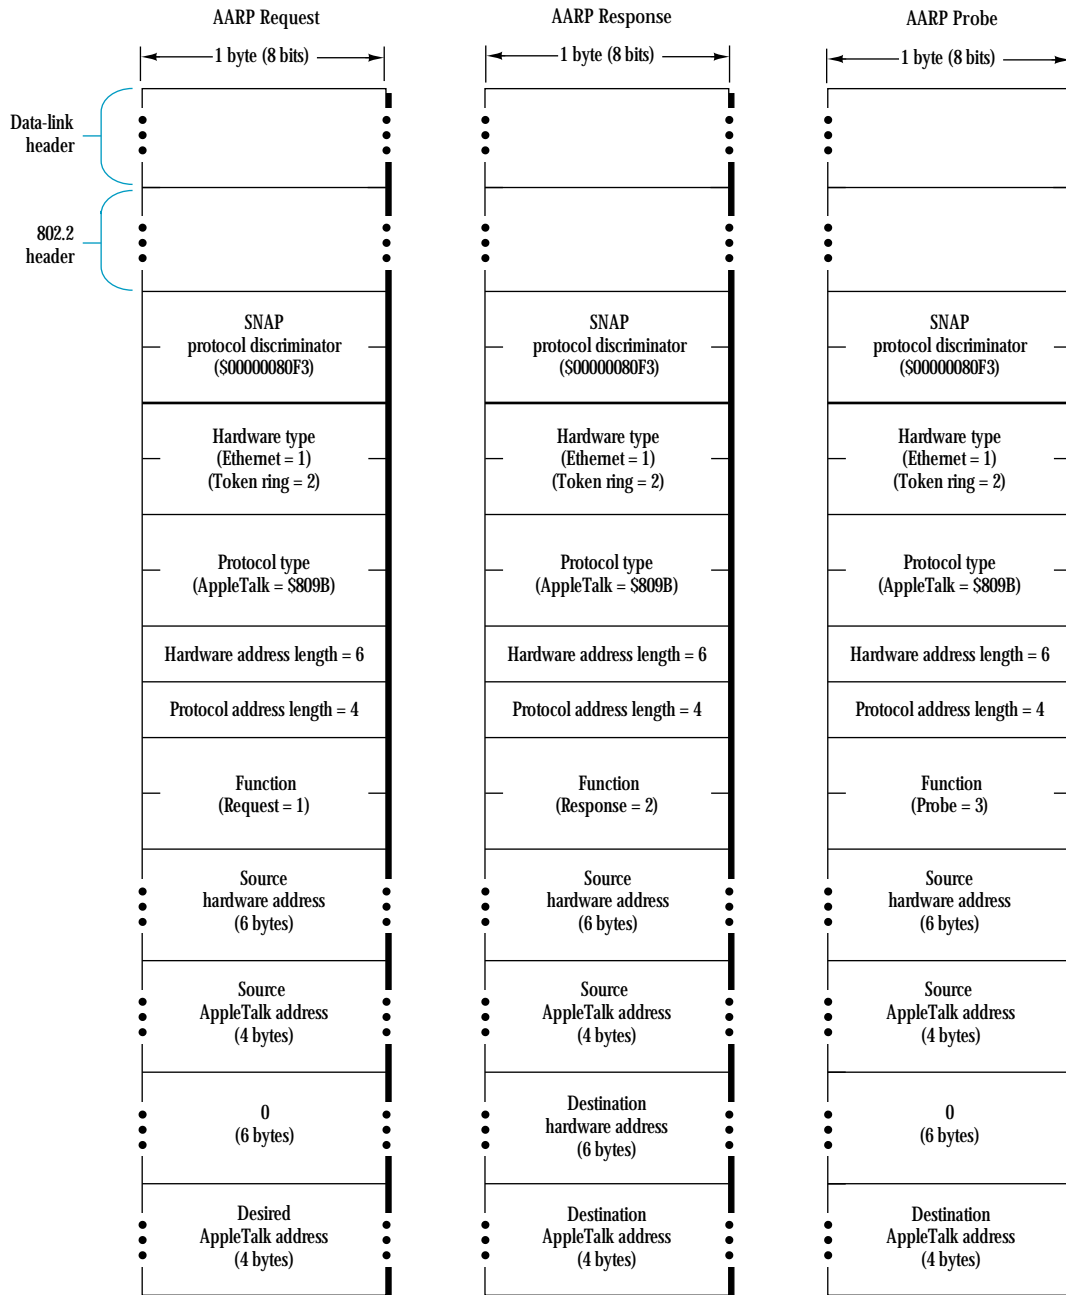 AARP Request
AARP Response
AARP Probe
1 byte (8 bits)
1 byte (8 bits)
1 byte (8 bits)
Data-link
header
802.2
header
SNAP
protocol discriminator
($00000080F3)
SNAP
protocol discriminator
($00000080F3)
SNAP
protocol discriminator
($00000080F3)
Hardware type
(Ethernet = 1)
(Token ring = 2)
Hardware type
(Ethernet = 1)
(Token ring = 2)
Hardware type
(Ethernet = 1)
(Token ring = 2)
Protocol type
(AppleTalk = $809B)
Protocol type
(AppleTalk = $809B)
Protocol type
(AppleTalk = $809B)
Hardware address length = 6
Hardware address length = 6
Hardware address length = 6
Protocol address length = 4
Protocol address length = 4
Protocol address length = 4
Function
(Request = 1)
Function
(Response = 2)
Function
(Probe = 3)
Source
hardware address
(6 bytes)
Source
hardware address
(6 bytes)
Source
hardware address
(6 bytes)
Source
AppleTalk address
(4 bytes)
Source
AppleTalk address
(4 bytes)
Source
AppleTalk address
(4 bytes)
0
(6 bytes)
Destination
hardware address
(6 bytes)
0
(6 bytes)
Desired
AppleTalk address
(4 bytes)
Destination
AppleTalk address
(4 bytes)
Destination
AppleTalk address
(4 bytes)